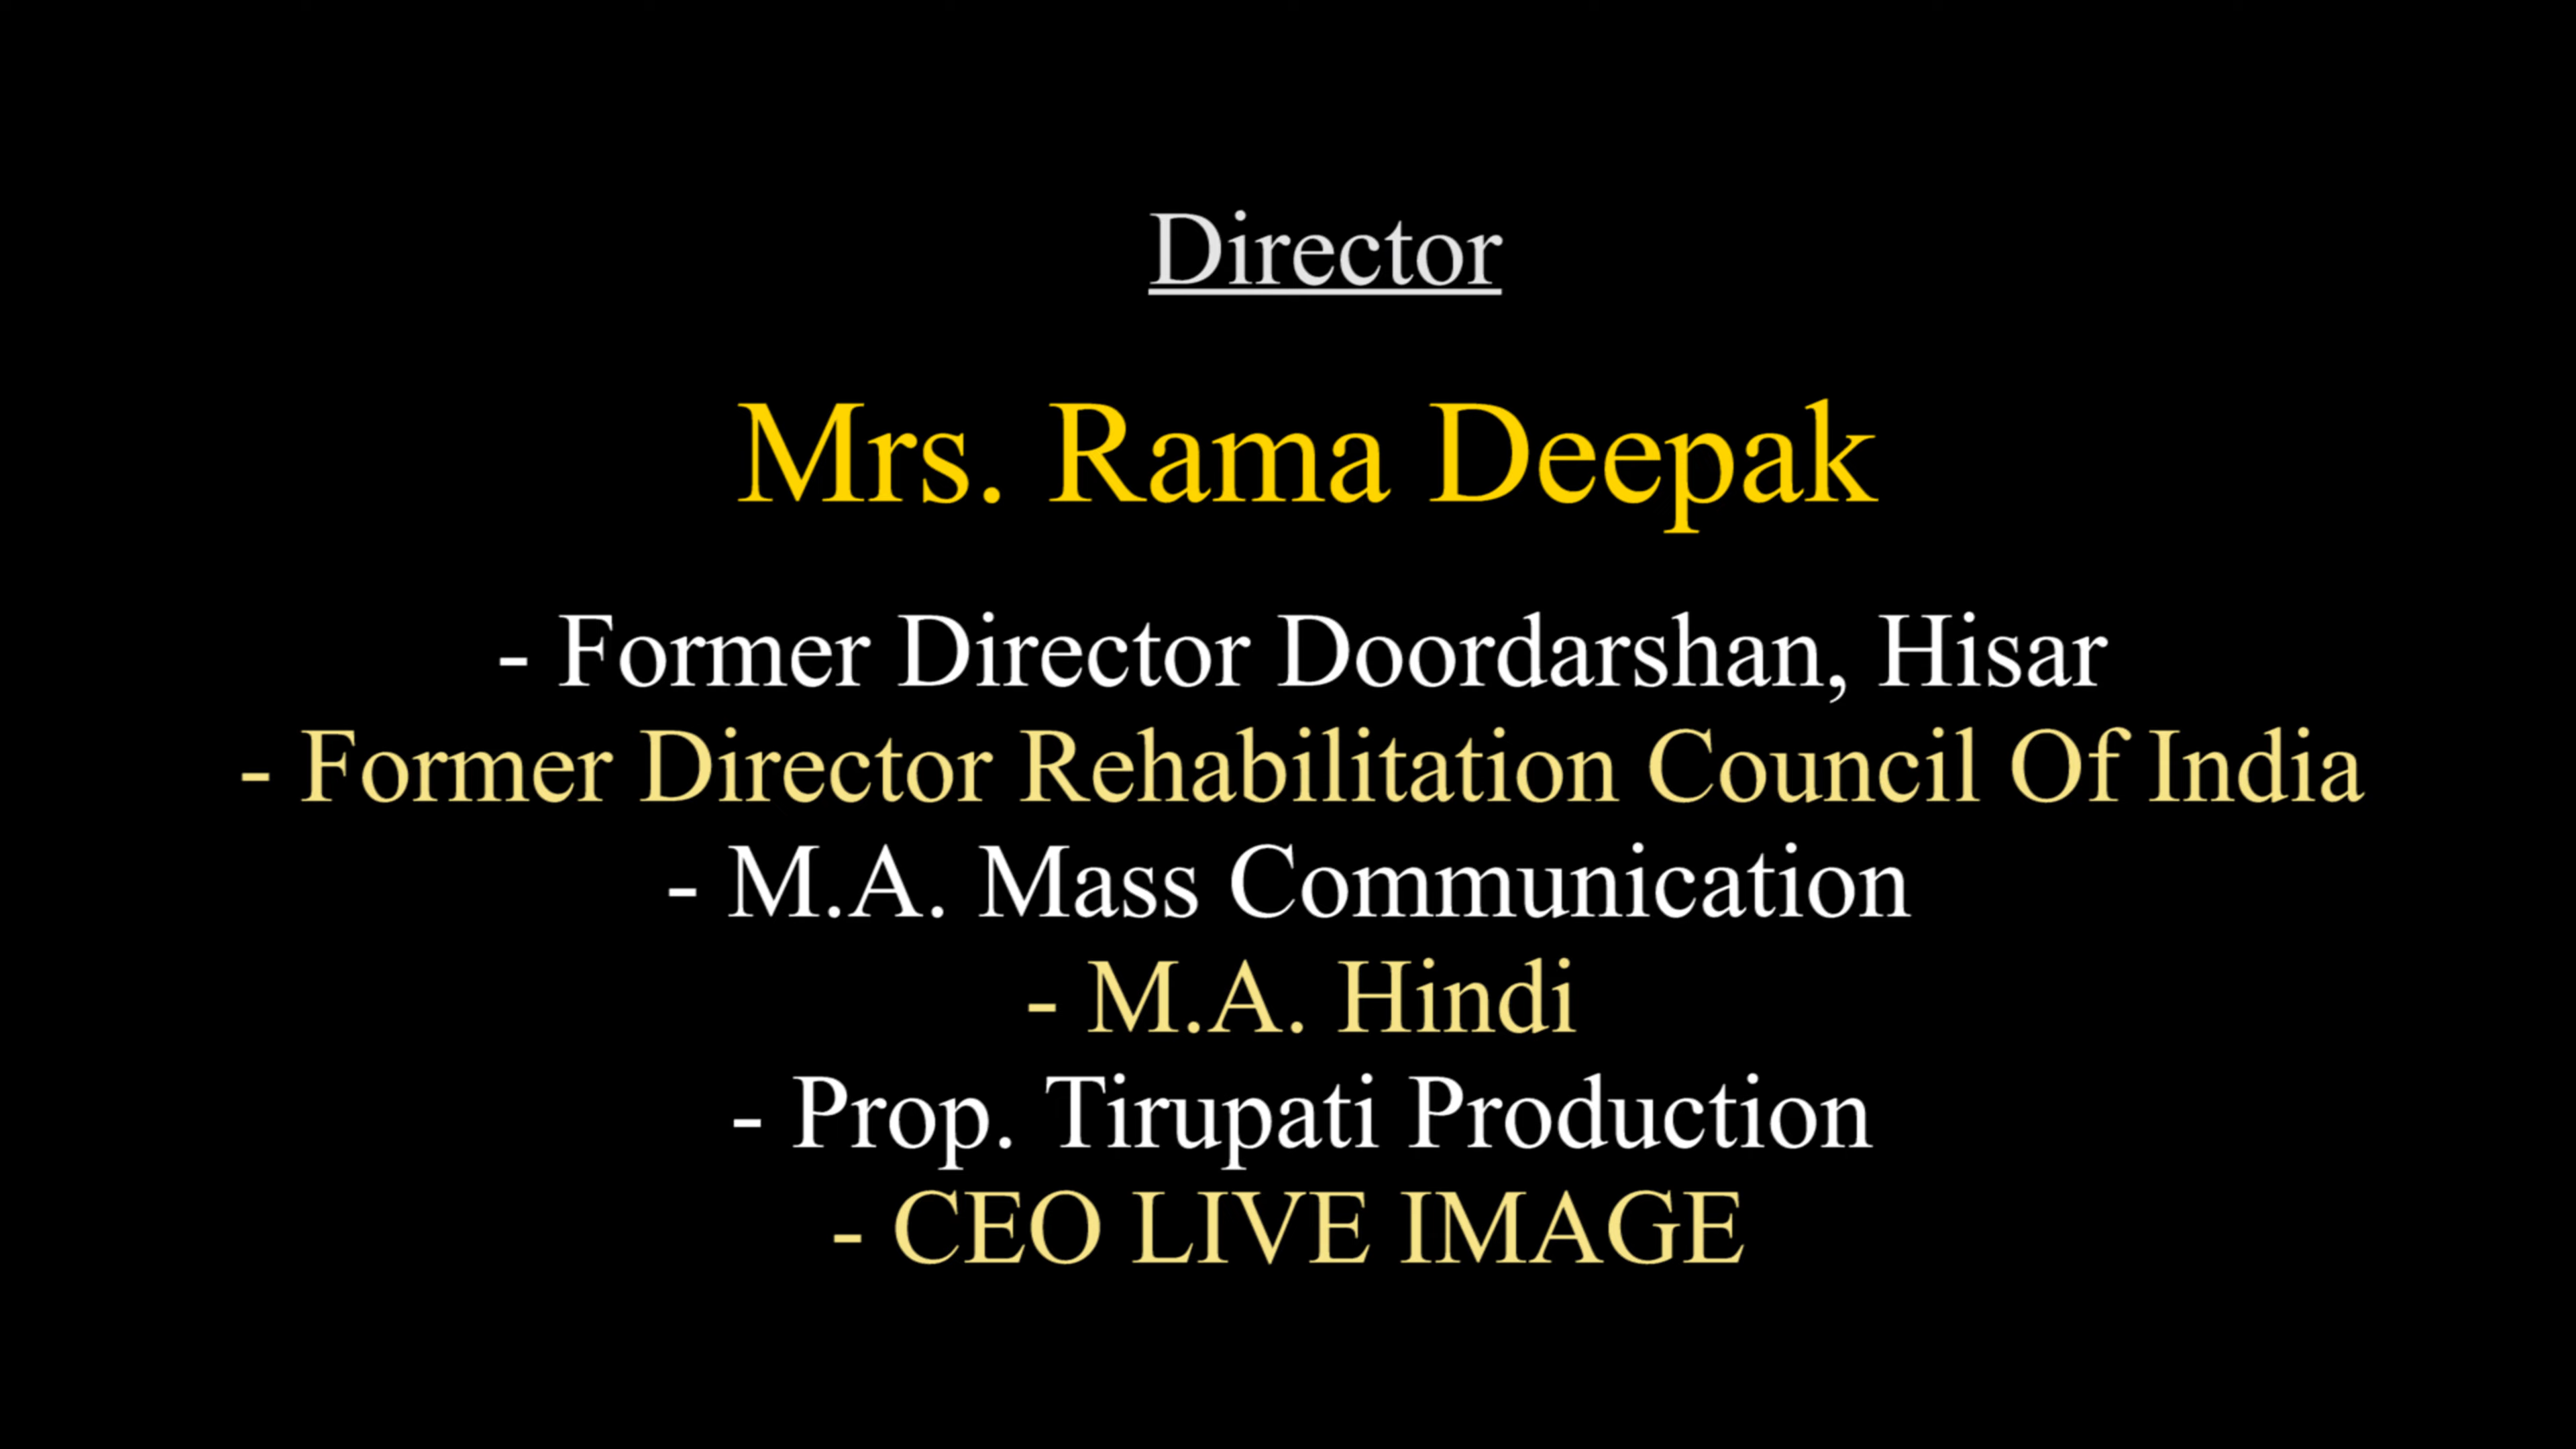 Director
Mrs. Rama Deepak
- Former Director Doordarshan, Hisar
- Former Director Rehabilitation Council Of India
- M.A. Mass Communication
- M.A. Hindi
- Prop. Tirupati Production
- CEO LIVE IMAGE